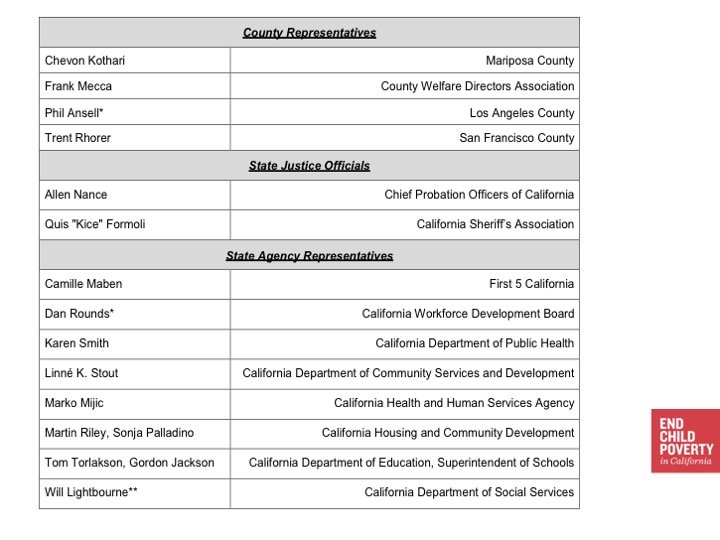 County Representatives
Chevon Kothari Mariposa County
Frank Mecca County Welfare Directors Association
Phil Ansell* Los Angeles County
Trent Rhorer San Francisco County
State Justice Officials
Allen Nance Chief Probation Officers of California
Quis "Kice" Formoli California Sheriff's Association
State Agency Representatives
Camille Maben First 5 California
Dan Rounds* California Workforce Development Board
Karen Smith California Department of Public Health
Linné K. Stout California Department of Community Services and Development
Marko Mijic California Health and Human Services Agency
Martin Riley, Sonja Palladino California Housing and Community Development
Tom Torlakson, Gordon Jackson California Department of Education, Superintendent of Schools
Will Lightbourne** California Department of Social Services
END
CHILD
POVERTY
in California